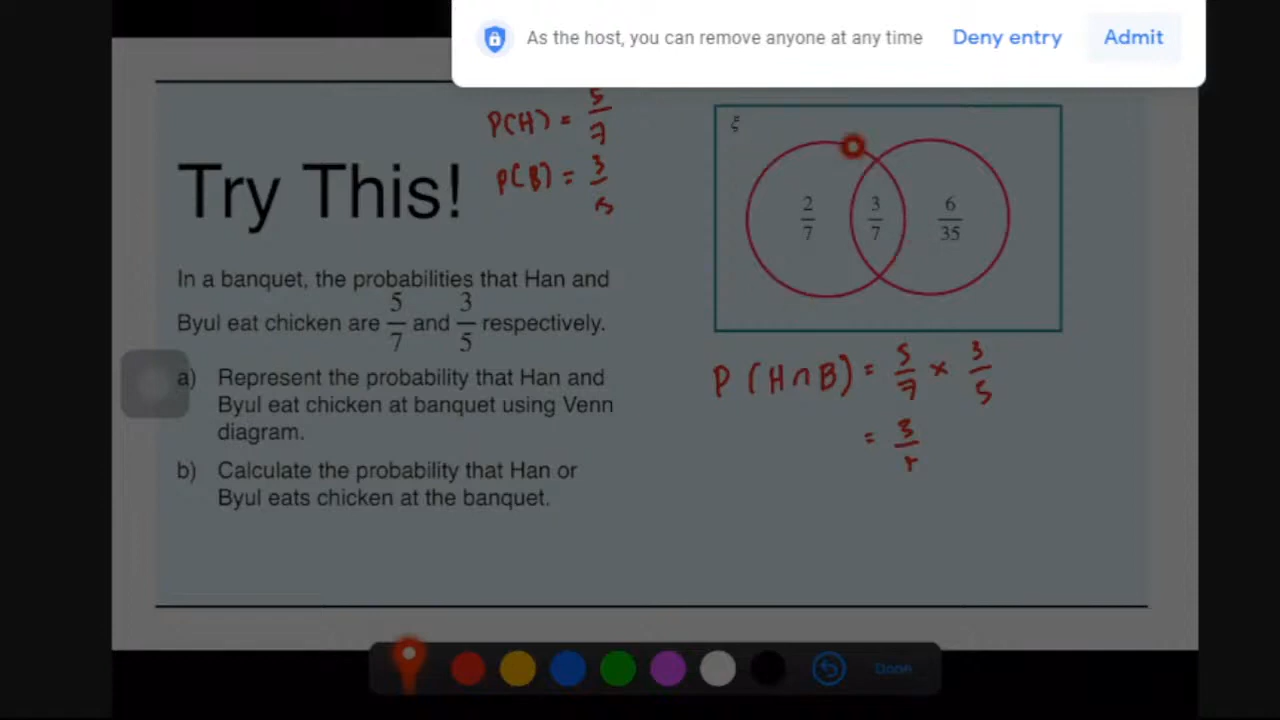 As the host, you can remove anyone at any time Deny entry Admit
P(H) = 5/7
P(B) = 3/5
Try This!
In a banquet, the probabilities that Han and
Byul eat chicken are 5/7 and 3/5 respectively.
a) Represent the probability that Han and
Byul eat chicken at banquet using Venn
diagram.
b) Calculate the probability that Han or
Byul eats chicken at the banquet.
ξ
2/7 3/7 6/35
P (H ∩ B) = 5/7 × 3/5
= 3/
Done